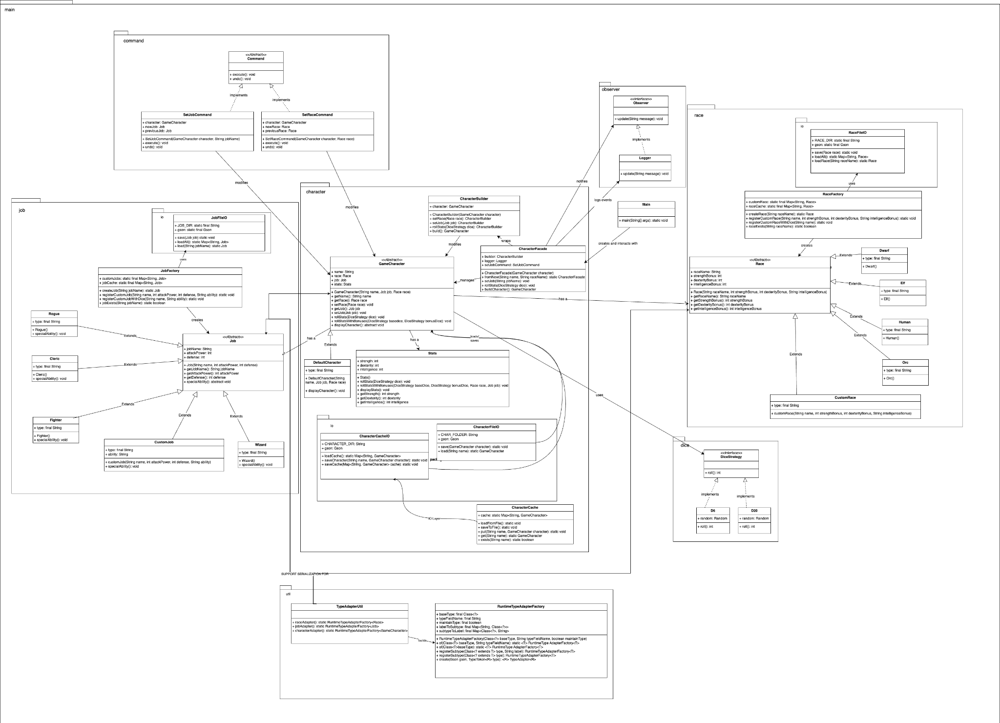 main
command
<<Abstract>>
Command
+ execute(): void
+ undo(): void
implements
implements
SetJobCommand
+ character: GameCharacter
+ newJob: Job
+ previousJob: Job
+ SetJobCommand(GameCharacter character, String jobName)
+ execute(): void
+ undo): void
SetRaceCommand
+ character: GameCharacter
+ newRace: Race
+ previousRace: Race
+ SetRaceCommand(GameCharacter character, Race race)
+ execute(): void
+ undo): void
modifies
modifies
observer
<<Interface>>
Observer
+ update(String message): void
implements
Logger
+ update(String message): void
notifies
logs events
Main
+ main(String[] args): static void
creates and interacts with
race
io
RaceFileIO
+ RACE_DIR: static final String
+ gson: static final Gson
+ save(Race race): static void
+ loadAll(): static Map<String, Race>
+ loadRace(String raceName): static Race
uses
RaceFactory
+ customRace: static final Map<String, Race>
+ raceCache: static final Map<String, Race>
+ createRace(String raceName): static Race
+ registerCustomRace(String name, int strengthBonus, int dexterityBonus, String intelligenceBonus): static void
+ registerCustomRaceWithDice(String name): static void
+ raceExists(String raceName): static boolean
creates
<<Abstract>>
Race
+ raceName: String
+ strengthBonus: int
+ dexterityBonus: int
+ intelligenceBonus: int
+ Race(String raceName, int strengthBonus, int dexterityBonus, String intelligenceBonus)
+ getRaceName(): String raceName
+ getStrengthBonus(): int strengthBonus
+ getDexterityBonus(): int dexterityBonus
+ getIntelligenceBonus(): int intelligenceBonus
Extends
Dwarf
+ type: final String
+ Dwarf()
Extends
Elf
+ type: final String
+ Elf()
Extends
Human
+ type: final String
+ Human()
Extends
Orc
+ type: final String
+ Orc()
Extends
CustomRace
+ type: final String
+ customRace(String name, int strengthBonus, int dexterityBonus, String intelligenceBonus)
job
io
JobFileIO
+ JOB_DIR: static final String
+ gson: static final Gson
+ save(Job job) static void
+ loadAll(): static Map<String, Job>
+ load(String jobName): static Job
uses
JobFactory
+ customJobs: static final Map<String, Job>
+ jobCache: static final Map<String, Job>
+ createJob(String jobName): static Job
+ registerCustomJob(String name, int attackPower, int defense, String ability): static void
+ registerCustomJobWithDice(String name, String ability): static void
+ jobExists(String jobName): static boolean
creates
Rogue
+ type: final String
+ Rogue()
+ specialAbility(): void
Extends
<<Abstract>>
Job
+ jobName: String
+ attackPower: int
+ defense: int
+ Job(String name, int attackPower, int defense)
+ getJobName(): String jobName
+ getAttackPower(): int attackPower
+ getDefense(): int defense
+ specialAbility(): abstract void
Cleric
+ type: final String
+ Cleric()
+ specialAbility(): void
Extends
Fighter
+ type: final String
+ Fighter()
+ specialAbility(): void
Extends
Extends
Extends
CustomJob
+ type: final String
+ ability: String
+ customJob(String name, int attackPower, int defense, String ability)
+ specialAbility(): void
Wizard
+ type: final String
+ Wizard()
+ specialAbility(): void
character
CharacterBuilder
+ character: GameCharacter
+ CharacterBuilder(GameCharacter character)
+ setRace(Race race): CharacterBuilder
+ setJob(Job job): CharacterBuilder
+ rollStats(DiceStrategy dice): CharacterBuilder
+ build(): GameCharacter
modifies
wraps
CharacterFacade
+ builder: CharacterBuilder
+ logger: Logger
+ setJobCommand: SetJobCommand
+ CharacterFacade(GameCharacter character)
+ fromNew(String name, String raceName): static CharacterFacade
+ setJob(String jobName): void
+ rollStats(DiceStrategy dice): void
+ buildCharacter(): GameCharacter
manages
<<Abstract>>
GameCharacter
+ name: String
+ race: Race
+ job: Job
+ stats: Stats
+ GameCharacter(String name, Job job, Race race)
+ getName(): String name
+ getRace(): Race race
+ setRace(Race race): void
+ getJob(): Job job
+ setJob(Job job): void
+ rollStats(DiceStrategy dice): void
+ rollStatsWithBonuses(DiceStrategy basedice, DiceStrategy bonusDice): void
+ displayCharacter(): abstract void
has a
1
has a
1
has a
1
Extends
loads/
saves
uses
DefaultCharacter
+ type: final String
+ DefaultCharacter(String
name, Job job, Race race)
+ displayCharacter(): void
Stats
+ strength: int
+ dexterity: int
+ intelligence: int
+ Stats()
+ rollStats(DiceStrategy dice): void
+ rollStatsWithBonuses(DiceStrategy baseDice, DiceStrategy bonusDice, Race race, Job job): void
+ displayStats(): void
+ getStrength(): int strength
+ getDexterity(): int dexterity
+ getIntelligence(): int intelligence
io
CharacterCacheIO
+ CHARACTER_DIR: String
+ gson: Gson
+ loadCache(): static Map<String, GameCharacter>
+ saveCharacter(String name, GameCharacter character): static void
+ saveCache(Map<String, GameCharacter> cache): static void
CharacterFileIO
+ CHAR_FOLDER: String
+ gson: Gson
+ save(GameCharacter character): static void
+ load(String name): static GameCharacter
IO Layer
CharacterCache
+ cache: static Map<String, GameCharacter>
+ loadFromFile(): static void
+ saveToFile(): static void
+ put(String name, GameCharacter character): static void
+ get(String name): static GameCharacter
+ exists(String name): static boolean
dice
<<Interface>>
DiceStrategy
+ roll(): int
implements
implements
D6
+ random: Random
+ roll(): int
D20
+ random: Random
+ roll(): int
SUPPORT SERIALIZATION FOR
util
TypeAdapterUtil
+ raceAdapter(): static RuntimeTypeAdapterFactory<Race>
+ jobAdapter(): static RuntimeTypeAdapterFactory<Job>
+ characterAdapter(): static RuntimeTypeAdapterFactory<GameCharacter>
builds
RuntimeTypeAdapterFactory
+ baseType: final Class<?>
+ typeFieldName: final String
+ maintainType: final boolean
+ labelToSubtype: final Map<String, Class<?>>
+ subtypeToLabel: final Map<Class<?>, String>
+ RuntimeTypeAdapterFactory(Class<?> baseType, String typeFieldName, boolean maintainType)
+ of(Class<T> baseType, String typeFieldName): static <T> RuntimeType AdapterFactory<T>
+ of(Class<T>baseType): static <T> RuntimeType AdapterFactory<T>
+ registerSubtype(Class<? extends T> type, String label): RuntimeTypeAdapterFactory<T>
+ registerSubtype(Class<? extends T> type): RuntimeTypeAdapterFactory<T>
+ create(Gson gson, TypeToken<R> type): <R> TypeAdapter<R>